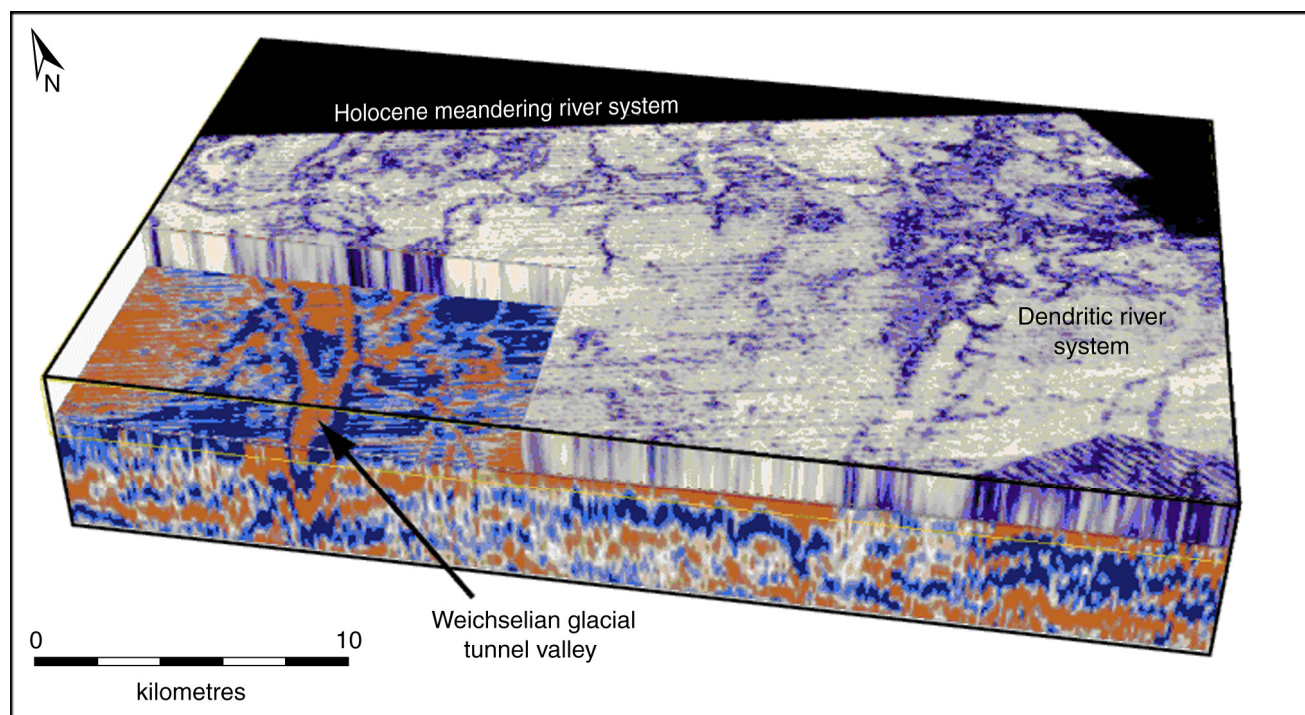 N
Holocene meandering river system
Dendritic river
system
Weichselian glacial
tunnel valley
0 10
kilometres